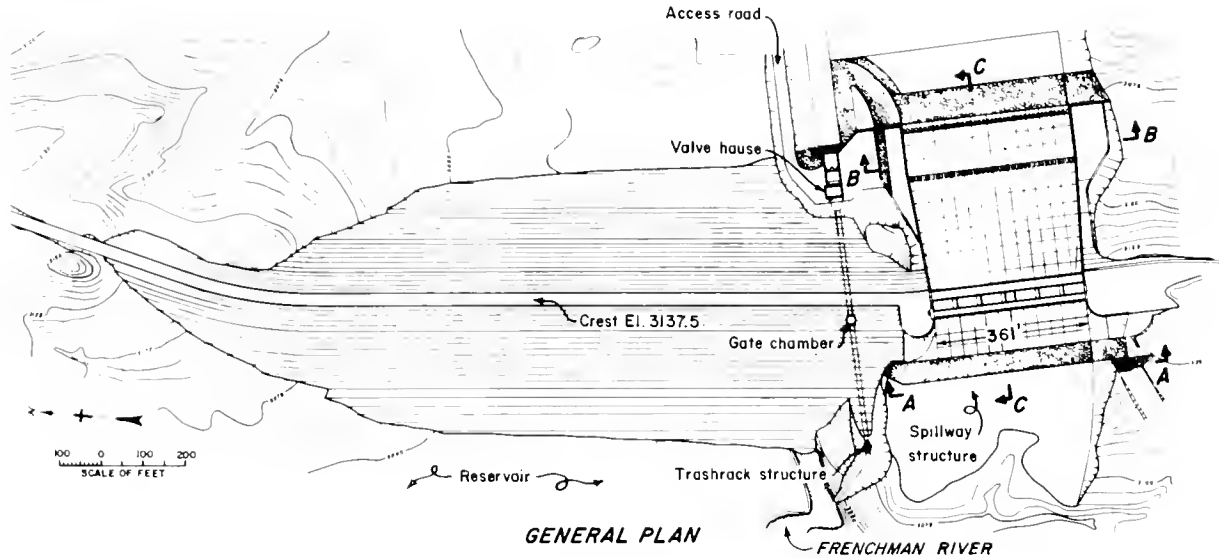 Access road
C
B
Valve hause
B
Crest El. 3137.5
Gate chamber
361'
A
A
C
N
Spillway
structure
100 0 100 200
SCALE OF FEET
Reservoir
Trashrack structure
GENERAL PLAN
FRENCHMAN RIVER